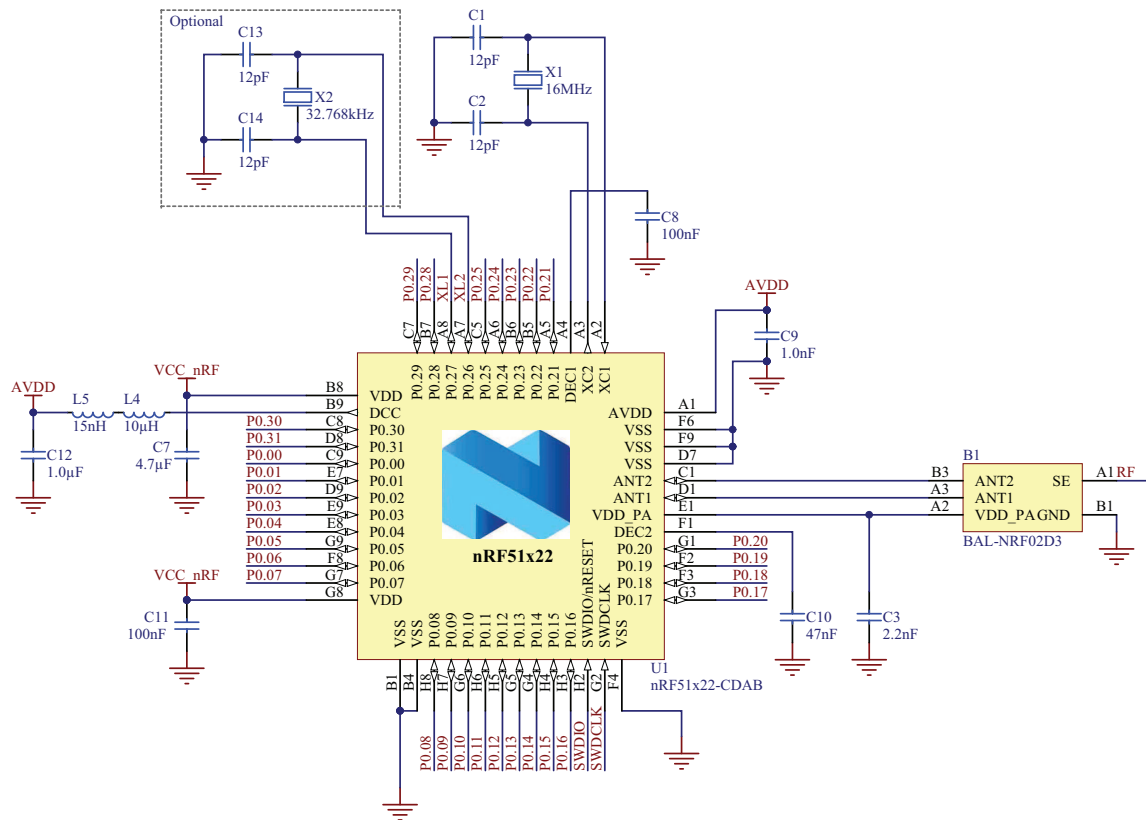 Optional
C13
12pF
X2
32.768kHz
C14
12pF
C1
12pF
X1
16MHz
C2
12pF
C8
100nF
P0.29
P0.28
XL1
XL2
P0.25
P0.24
P0.23
P0.22
P0.21
C7
B7
A8
A7
C5
A6
B6
B5
A5
A4
A3
A2
P0.29
P0.28
P0.27
P0.26
P0.25
P0.24
P0.23
P0.22
P0.21
DEC1
XC2
XC1
AVDD
C9
1.0nF
VCC_nRF
AVDD
L5
15nH
L4
10µH
C12
1.0µF
C7
4.7µF
B8 VDD
B9 DCC
P0.30 C8 P0.30
P0.31 D8 P0.31
P0.00 C9 P0.00
P0.01 E7 P0.01
P0.02 D9 P0.02
P0.03 E9 P0.03
P0.04 E8 P0.04
P0.05 G9 P0.05
P0.06 F8 P0.06
P0.07 G7 P0.07
G8 VDD
VCC_nRF
C11
100nF
nRF51x22
AVDD A1
VSS F6
VSS F9
VSS D7
ANT2 C1
ANT1 D1
VDD_PA E1
DEC2 F1
P0.20 G1 P0.20
P0.19 F2 P0.19
P0.18 F3 P0.18
P0.17 G3 P0.17
B1
B3 ANT2 SE A1 RF
A3 ANT1
A2 VDD_PA GND B1
BAL-NRF02D3
C10
47nF
C3
2.2nF
VSS
VSS
P0.08
P0.09
P0.10
P0.11
P0.12
P0.13
P0.14
P0.15
P0.16
SWDIO/nRESET
SWDCLK
VSS
U1
nRF51x22-CDAB
B1
B4
H8
H7
G6
H6
H5
G5
G4
H4
H3
H2
G2
F4
P0.08
P0.09
P0.10
P0.11
P0.12
P0.13
P0.14
P0.15
P0.16
SWDIO
SWDCLK